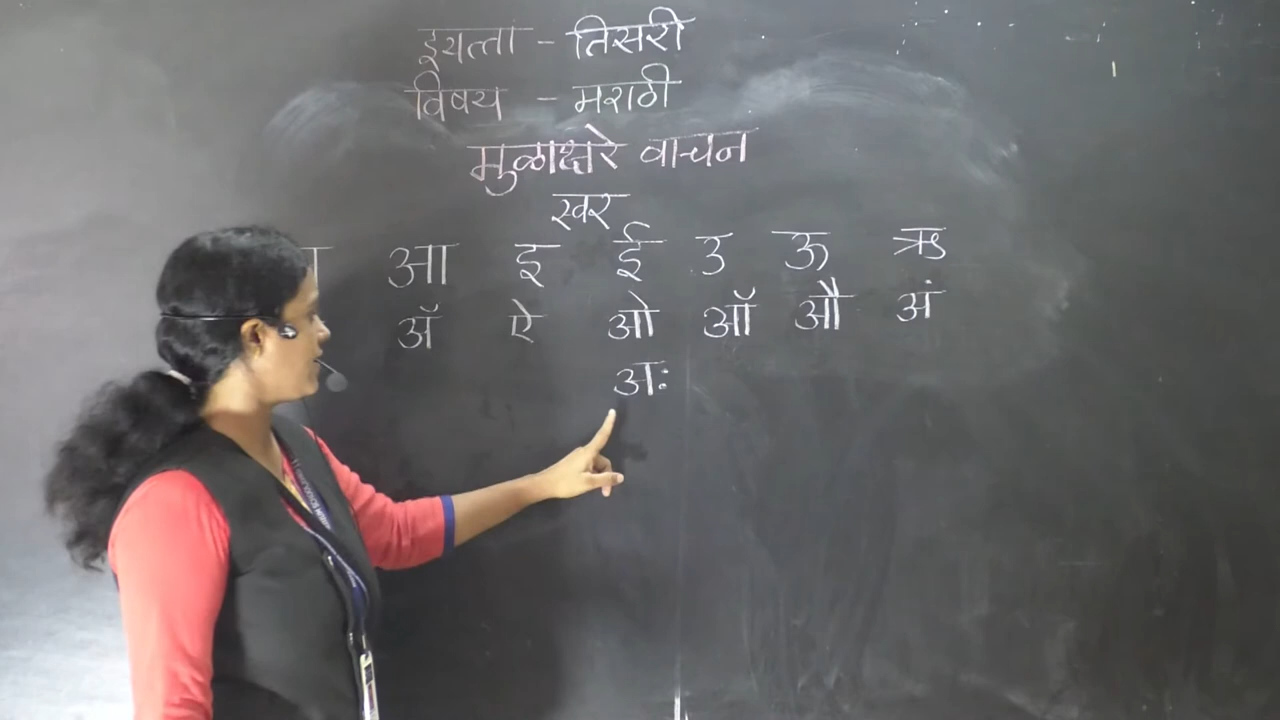 इयत्ता - तिसरी
विषय - मराठी
मुळाक्षरे वाचन
स्वर
आ इ ई उ ऊ ऋ
ॲ ऐ ओ ऑ औ अं
अः